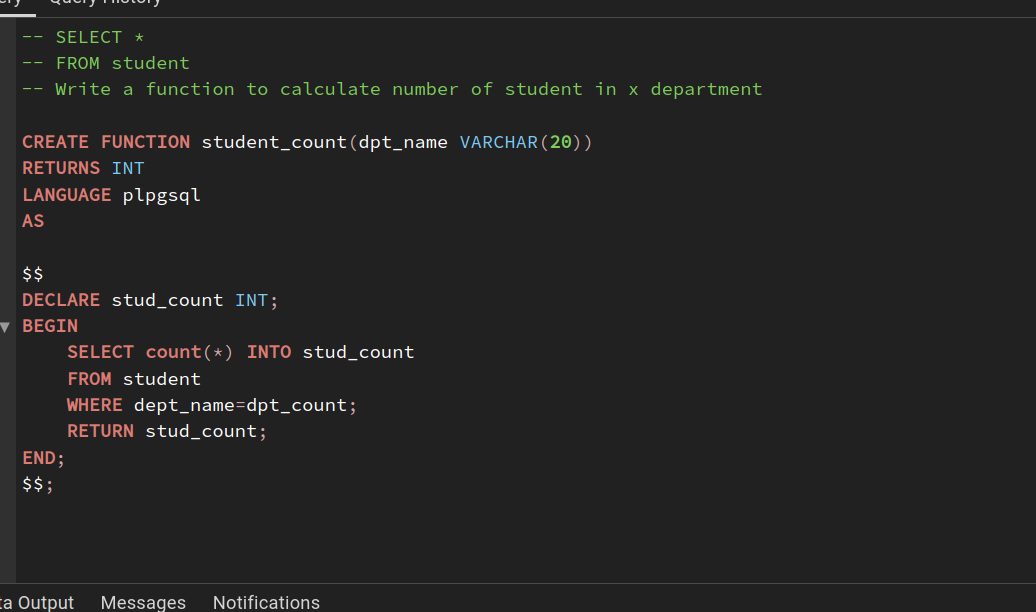 Query History
-- SELECT *
-- FROM student
-- Write a function to calculate number of student in x department
CREATE FUNCTION student_count(dpt_name VARCHAR(20))
RETURNS INT
LANGUAGE plpgsql
AS
$$
DECLARE stud_count INT;
BEGIN
    SELECT count(*) INTO stud_count
    FROM student
    WHERE dept_name=dpt_count;
    RETURN stud_count;
END;
$$;
Output Messages Notifications